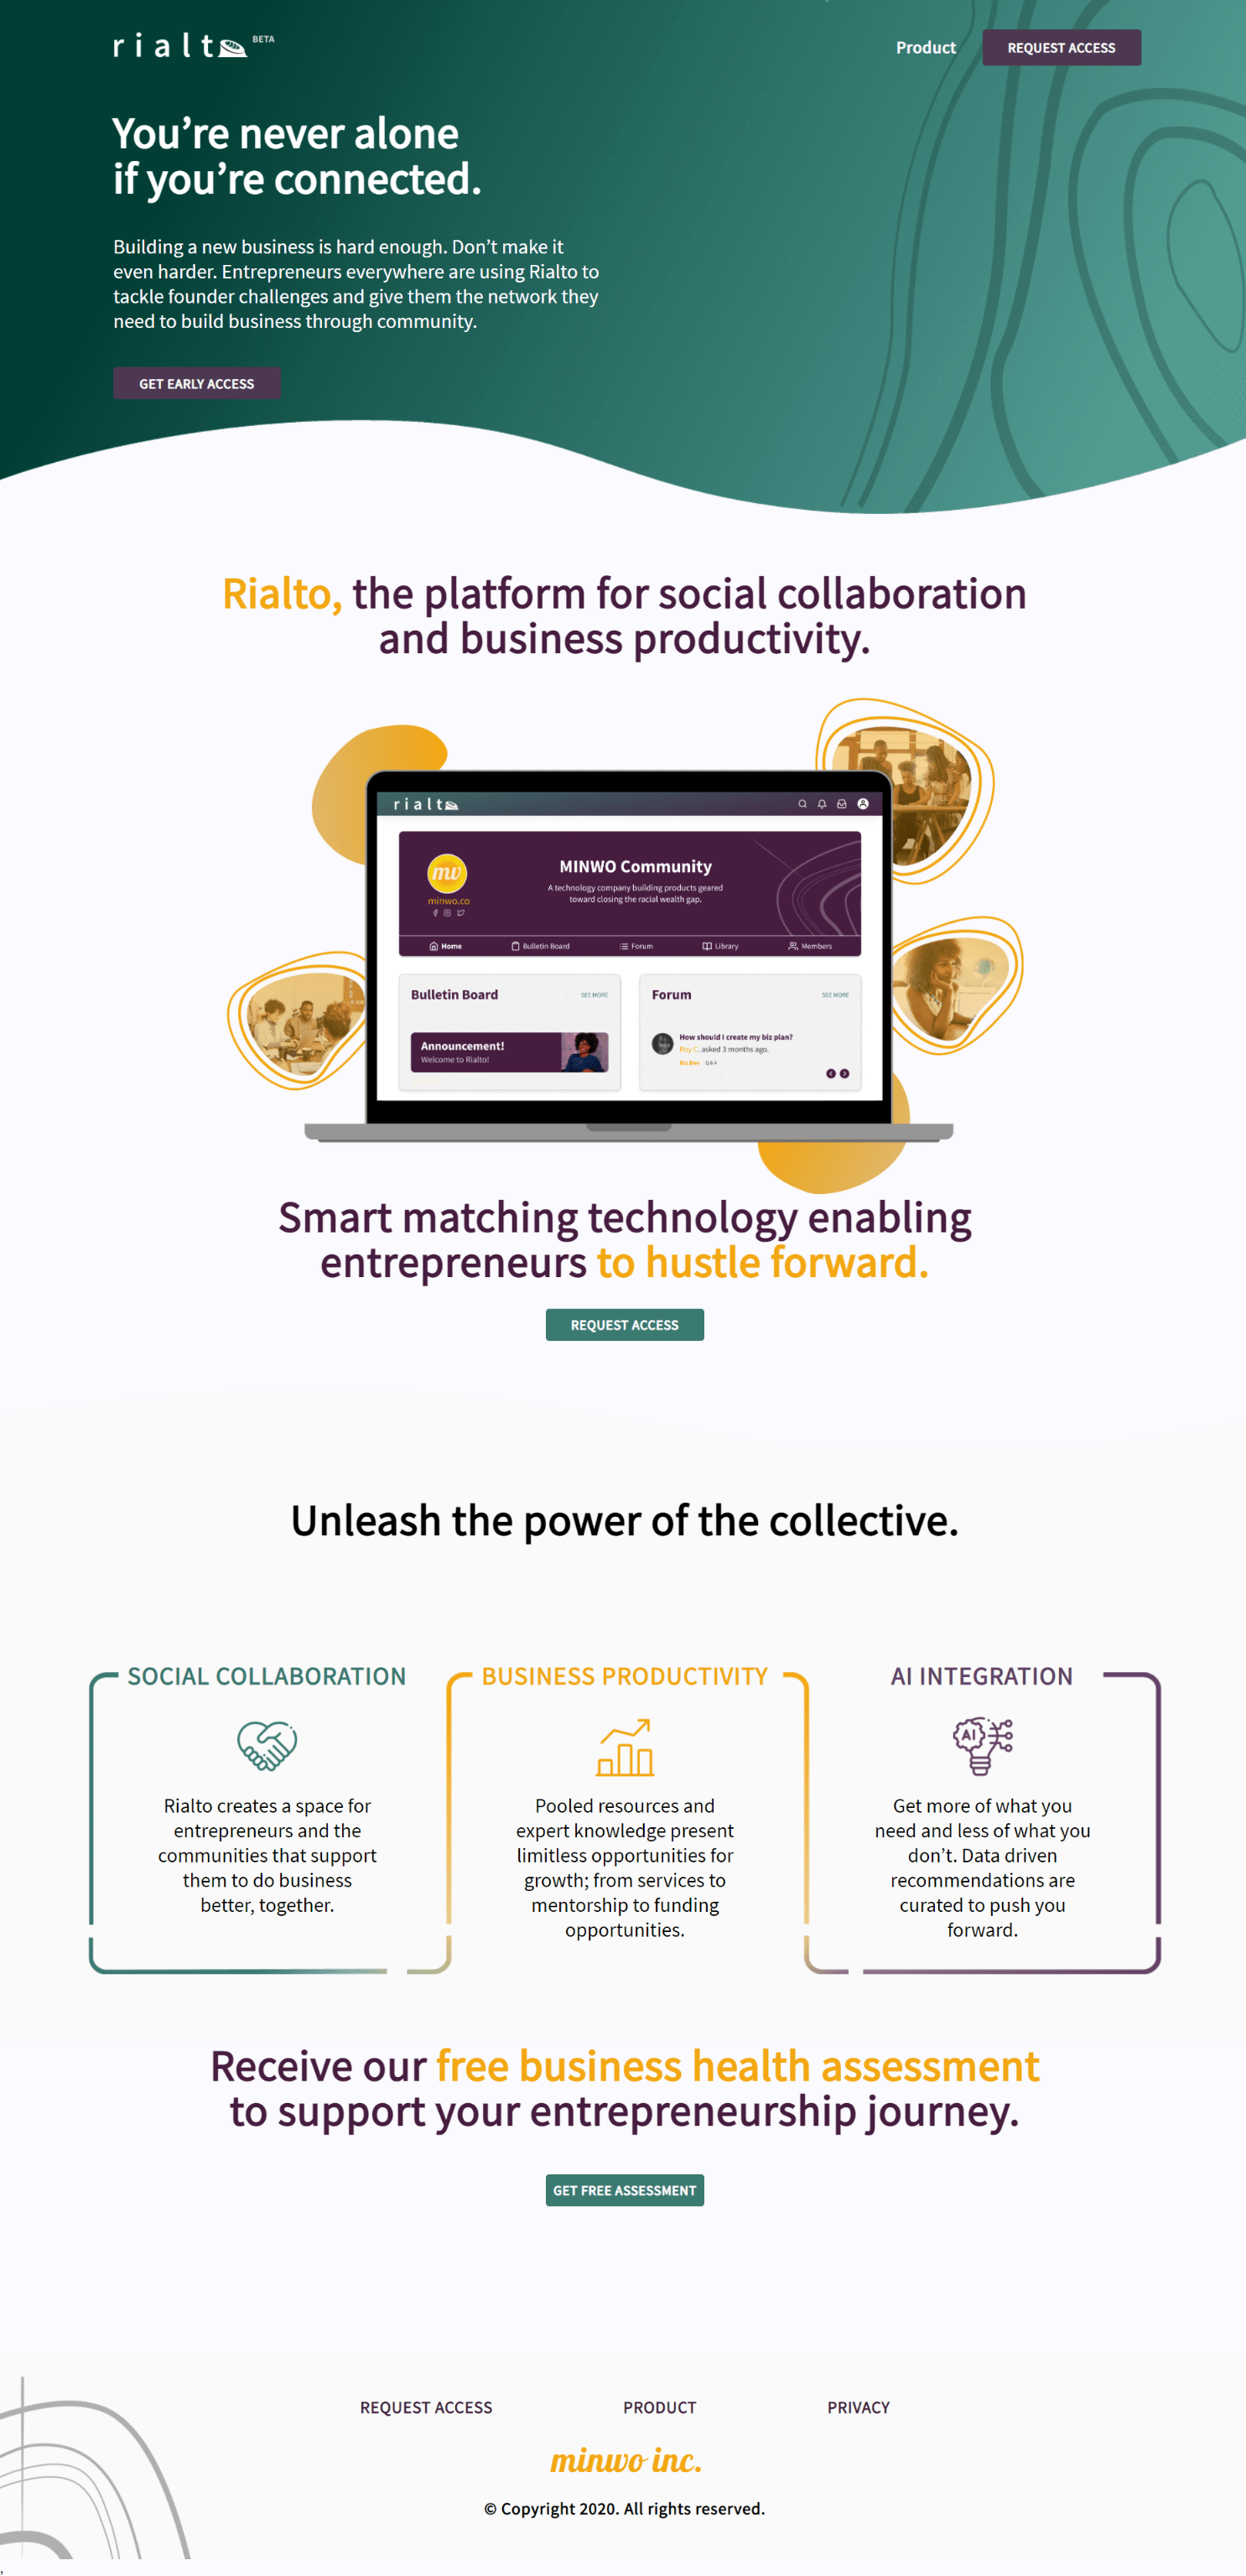 rialto BETA
Product
REQUEST ACCESS
You’re never alone
if you’re connected.
Building a new business is hard enough. Don’t make it
even harder. Entrepreneurs everywhere are using Rialto to
tackle founder challenges and give them the network they
need to build business through community.
GET EARLY ACCESS
Rialto, the platform for social collaboration
and business productivity.
rialto
mw
minwo.co
MINWO Community
A technology company building products geared
toward closing the racial wealth gap.
Home
Bulletin Board
Forum
Library
Members
Bulletin Board
SEE MORE
Announcement!
Welcome to Rialto!
Forum
SEE MORE
How should I create my biz plan?
Roy C. asked 3 months ago.
Biz Dev Q&A
Smart matching technology enabling
entrepreneurs to hustle forward.
REQUEST ACCESS
Unleash the power of the collective.
SOCIAL COLLABORATION
Rialto creates a space for
entrepreneurs and the
communities that support
them to do business
better, together.
BUSINESS PRODUCTIVITY
Pooled resources and
expert knowledge present
limitless opportunities for
growth; from services to
mentorship to funding
opportunities.
AI INTEGRATION
AI
Get more of what you
need and less of what you
don’t. Data driven
recommendations are
curated to push you
forward.
Receive our free business health assessment
to support your entrepreneurship journey.
GET FREE ASSESSMENT
REQUEST ACCESS
PRODUCT
PRIVACY
minwo inc.
© Copyright 2020. All rights reserved.
,